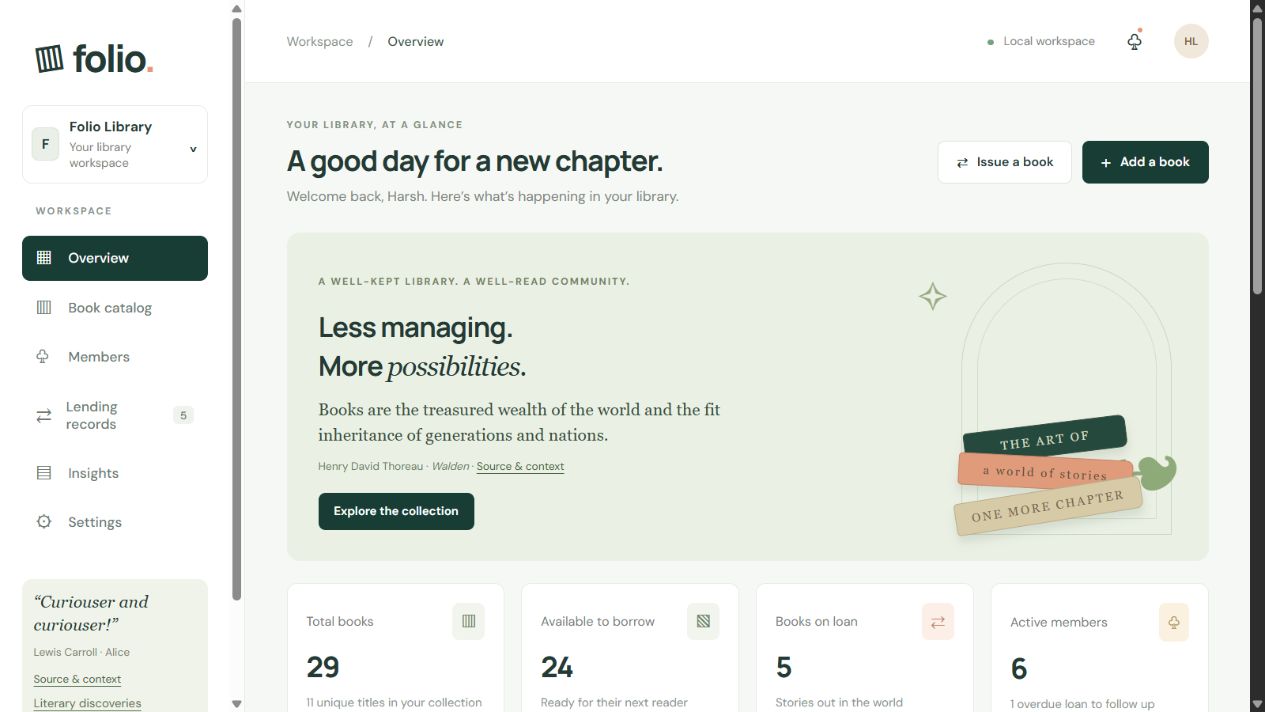 folio.
F
Folio Library
Your library
workspace
v
WORKSPACE
Overview
Book catalog
Members
Lending
records
5
Insights
Settings
“Curiouser and
curiouser!”
Lewis Carroll · Alice
Source & context
Literary discoveries
Workspace / Overview
Local workspace
HL
YOUR LIBRARY, AT A GLANCE
A good day for a new chapter.
Welcome back, Harsh. Here’s what’s happening in your library.
Issue a book
+ Add a book
A WELL-KEPT LIBRARY. A WELL-READ COMMUNITY.
Less managing.
More possibilities.
Books are the treasured wealth of the world and the fit
inheritance of generations and nations.
Henry David Thoreau · Walden · Source & context
Explore the collection
THE ART OF
a world of stories
ONE MORE CHAPTER
Total books
29
11 unique titles in your collection
Available to borrow
24
Ready for their next reader
Books on loan
5
Stories out in the world
Active members
6
1 overdue loan to follow up